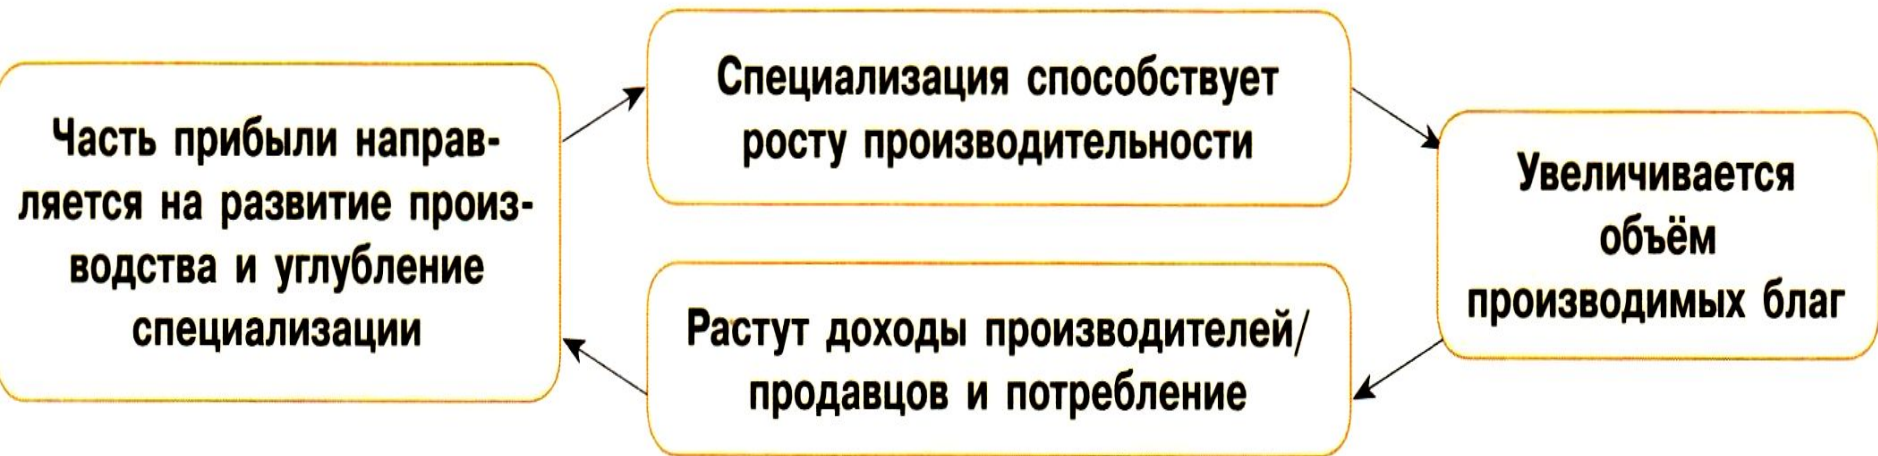 Часть прибыли направ-
ляется на развитие произ-
водства и углубление
специализации
Специализация способствует
росту производительности
Увеличивается
объём
производимых благ
Растут доходы производителей/
продавцов и потребление